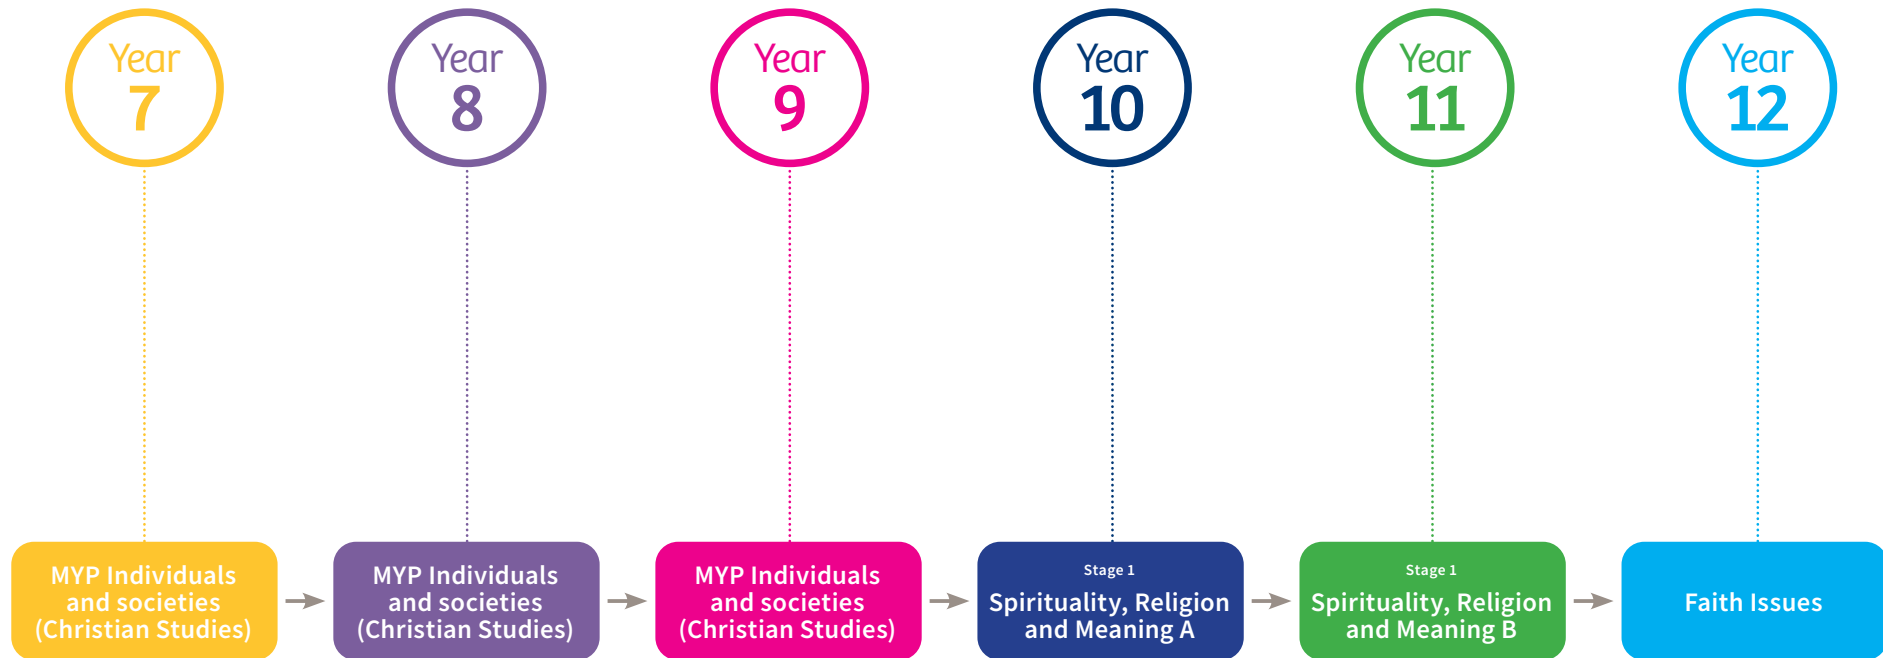 Year
7
Year
8
Year
9
Year
10
Year
11
Year
12
MYP Individuals
and societies
(Christian Studies)
MYP Individuals
and societies
(Christian Studies)
MYP Individuals
and societies
(Christian Studies)
Stage 1
Spirituality, Religion
and Meaning A
Stage 1
Spirituality, Religion
and Meaning B
Faith Issues